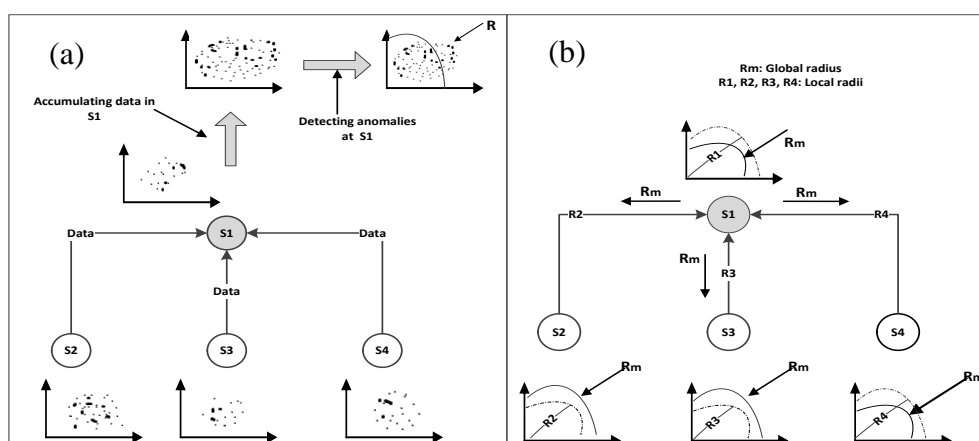 (a)
R
Accumulating data in
S1
Detecting anomalies
at S1
Data
S1
Data
Data
S2
S3
S4
(b)
Rm: Global radius
R1, R2, R3, R4: Local radii
R1
Rm
Rm
Rm
R2
S1
R4
Rm
R3
S2
S3
S4
Rm
Rm
Rm
R2
R3
R4